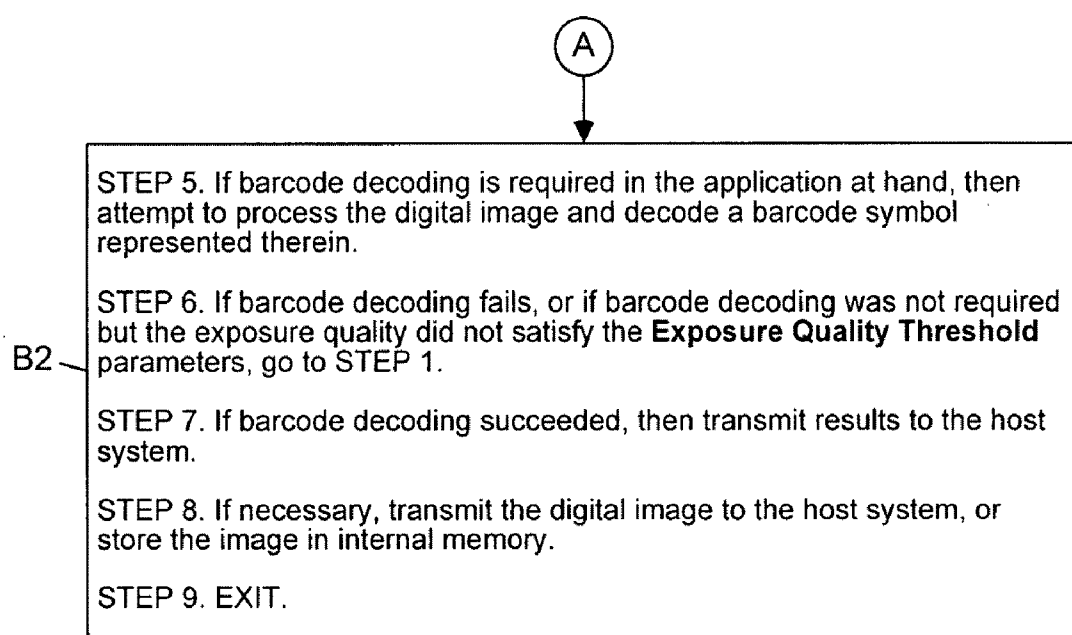 A
STEP 5. If barcode decoding is required in the application at hand, then
attempt to process the digital image and decode a barcode symbol
represented therein.
STEP 6. If barcode decoding fails, or if barcode decoding was not required
but the exposure quality did not satisfy the Exposure Quality Threshold
parameters, go to STEP 1.
B2
STEP 7. If barcode decoding succeeded, then transmit results to the host
system.
STEP 8. If necessary, transmit the digital image to the host system, or
store the image in internal memory.
STEP 9. EXIT.